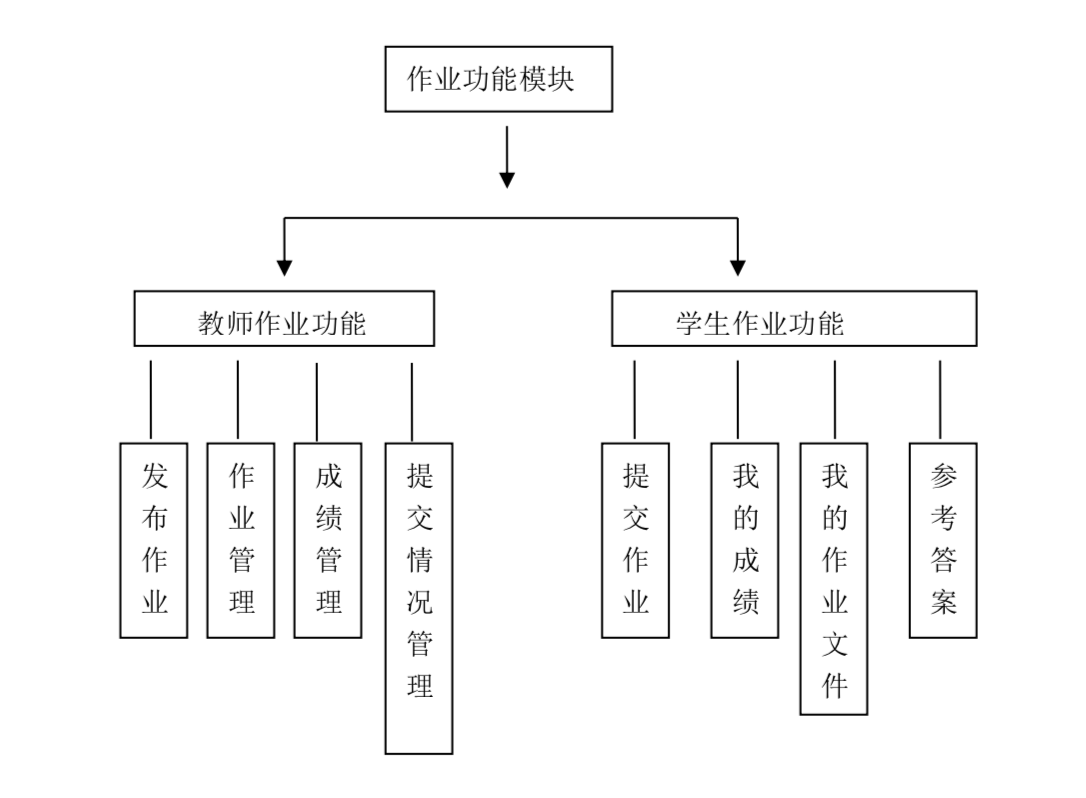 作业功能模块
教师作业功能
学生作业功能
发布作业
作业管理
成绩管理
提交情况管理
提交作业
我的成绩
我的作业文件
参考答案